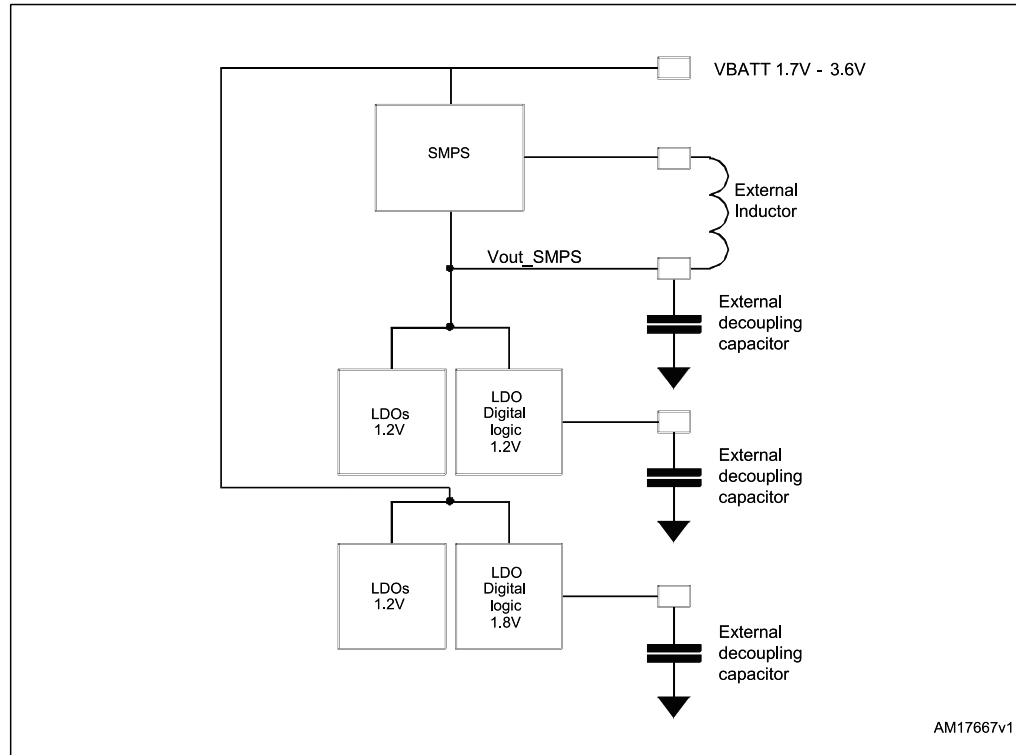 VBATT 1.7V - 3.6V
SMPS
External
Inductor
Vout_SMPS
External
decoupling
capacitor
LDOs
1.2V
LDO
Digital
logic
1.2V
External
decoupling
capacitor
LDOs
1.2V
LDO
Digital
logic
1.8V
External
decoupling
capacitor
AM17667v1